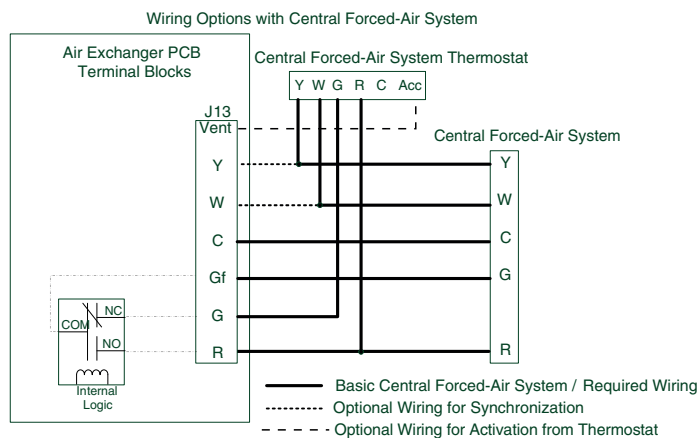 Wiring Options with Central Forced-Air System
Air Exchanger PCB
Terminal Blocks
Central Forced-Air System Thermostat
Y W G R C Acc
J13
Vent
Central Forced-Air System
Y
Y
W
W
C
C
Gf
G
G
R
R
NC
COM
NO
Internal
Logic
Basic Central Forced-Air System / Required Wiring
Optional Wiring for Synchronization
Optional Wiring for Activation from Thermostat